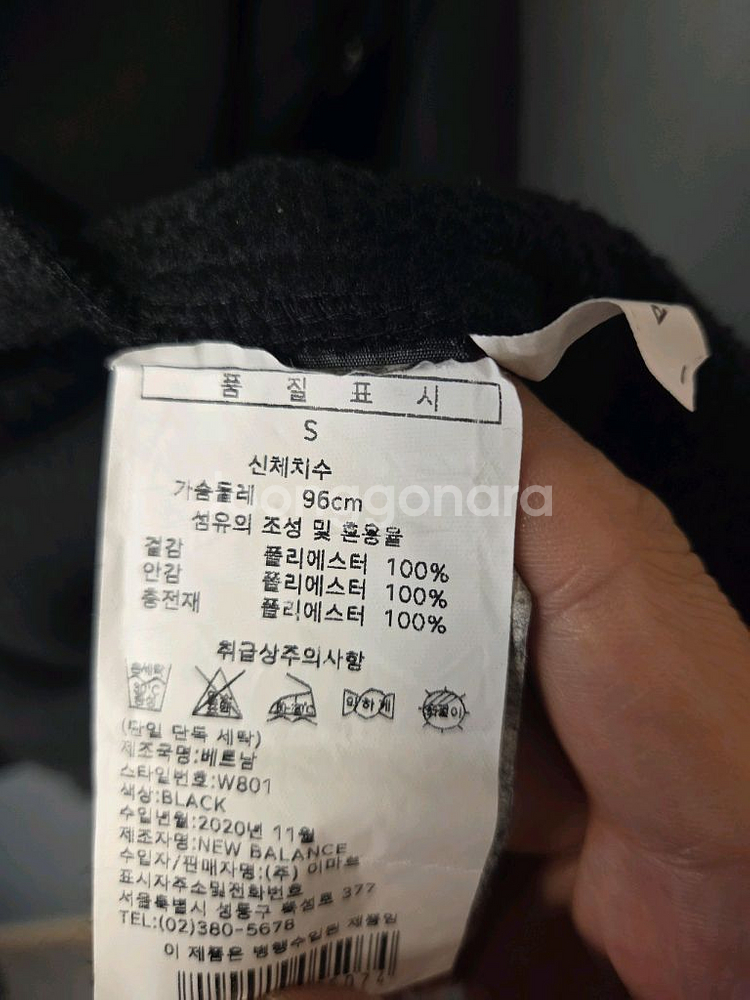 품 질 표 시
S
신체치수
가슴둘레 96cm
섬유의 조성 및 혼용율
겉감 폴리에스터 100%
안감 폴리에스터 100%
충전재 폴리에스터 100%
취급상주의사항
약하게
(단일 단독 세탁)
제조국명:베트남
스타일번호:W801
색상:BLACK
수입년월:2020년 11월
제조자명:NEW BALANCE
수입자/판매자명:(주) 이마트
표시자주소및전화번호
서울특별시 성동구 뚝섬로 377
TEL:(02)380-5678
이 제품은 병행수입된 제품임
bonagonara